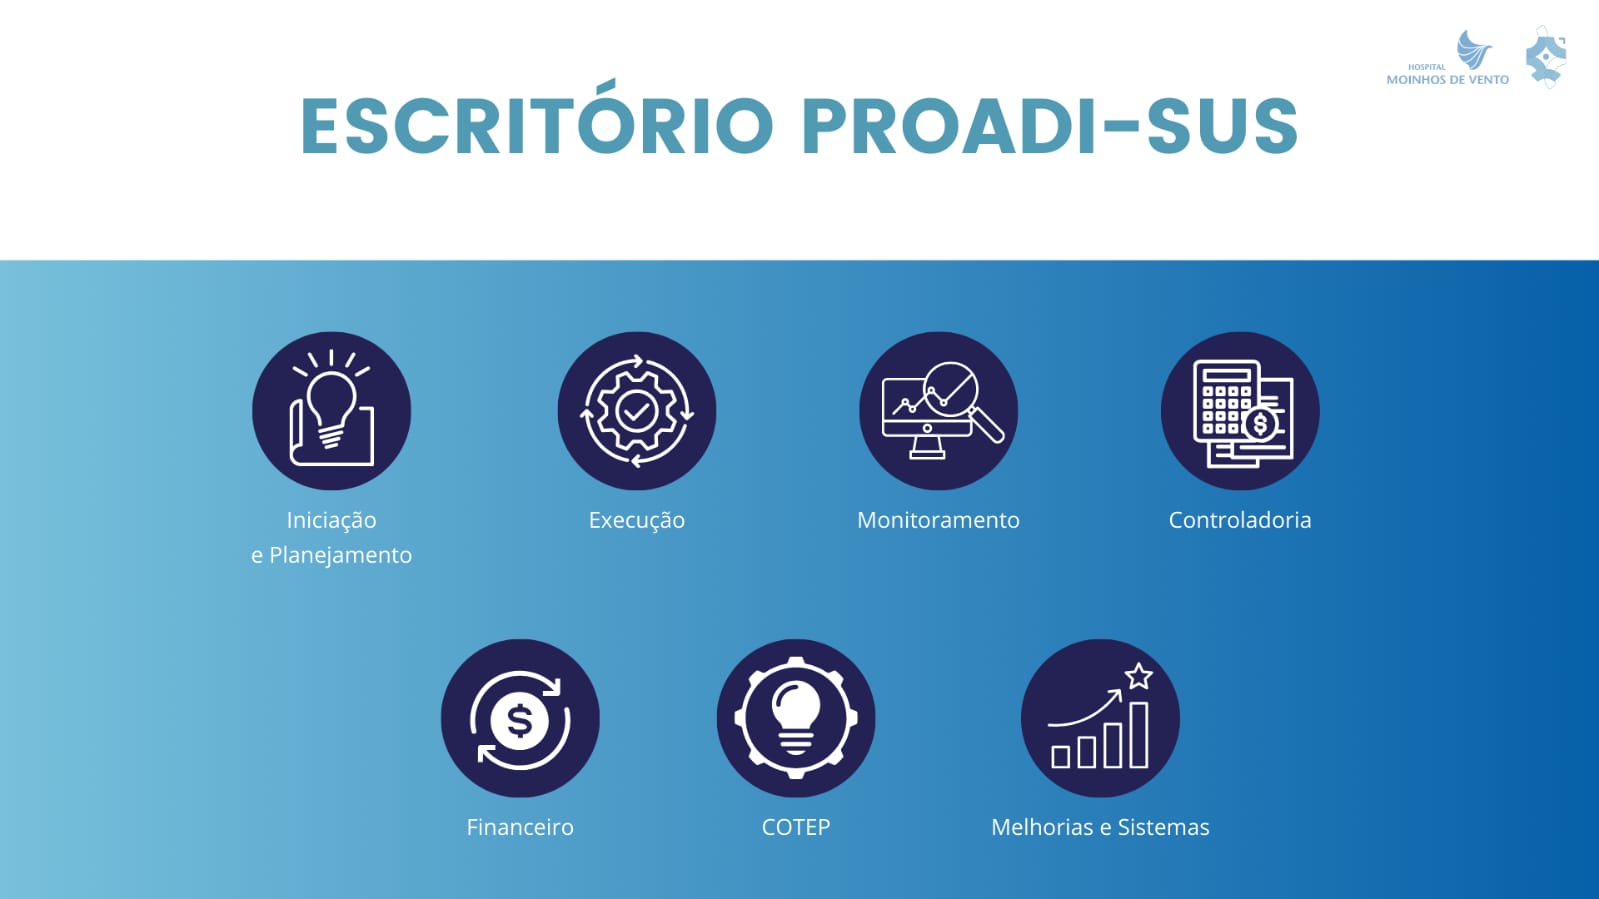 HOSPITAL
MOINHOS DE VENTO
ESCRITÓRIO PROADI-SUS
Iniciação
e Planejamento
Execução
Monitoramento
Controladoria
Financeiro
COTEP
Melhorias e Sistemas